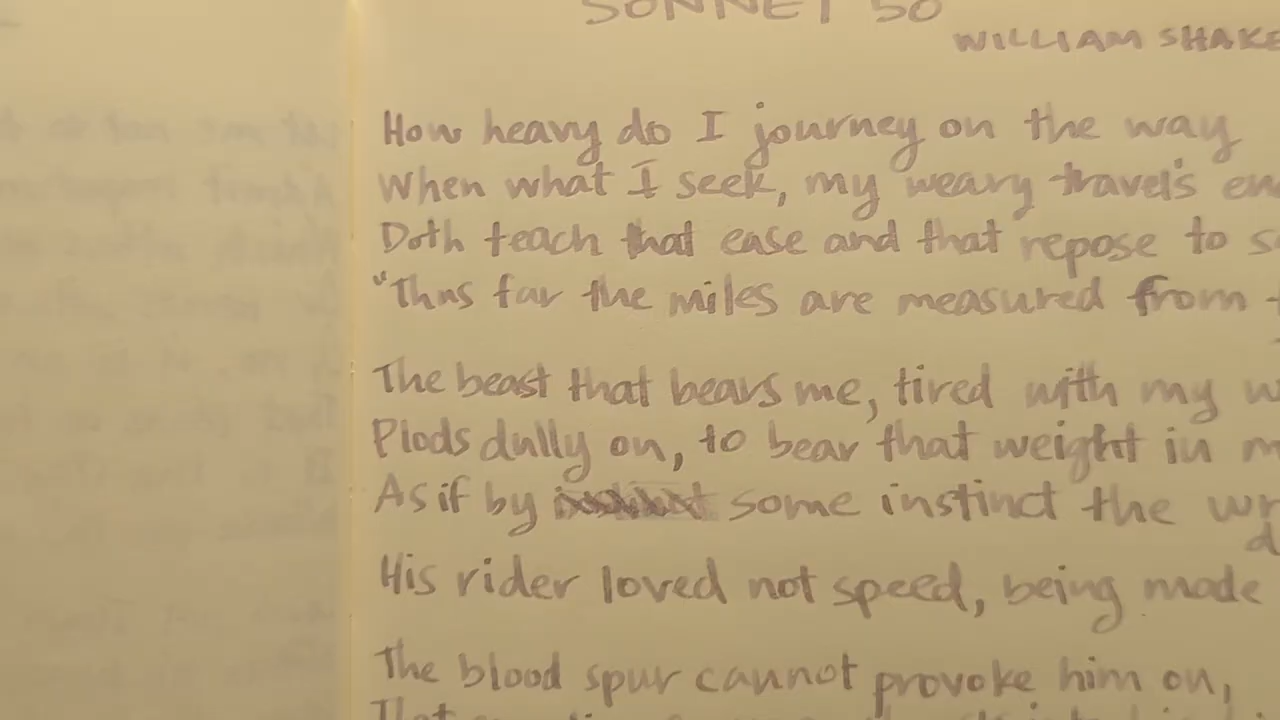 SONNET 50
WILLIAM SHAKE
How heavy do I journey on the way
When what I seek, my weary travel's en
Doth teach that ease and that repose to s
"Thus far the miles are measured from
The beast that bears me, tired with my w
Plods dully on, to bear that weight in m
As if by some instinct the wr
d
His rider loved not speed, being made
The blood spur cannot provoke him on,
That